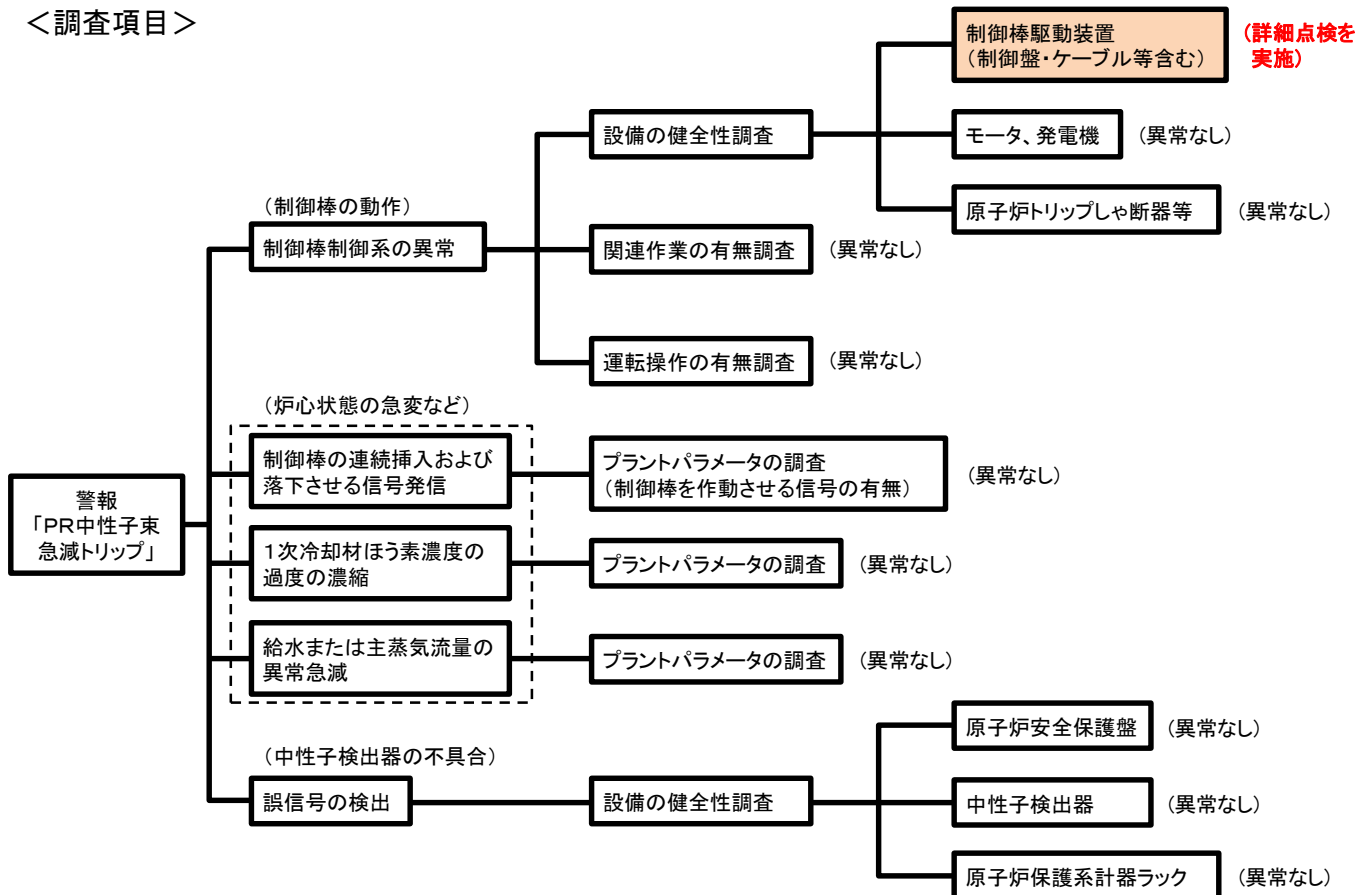 ＜調査項目＞
制御棒駆動装置
（制御盤・ケーブル等含む）
（詳細点検を
実施）
設備の健全性調査
モータ、発電機
（異常なし）
原子炉トリップしゃ断器等
（異常なし）
（制御棒の動作）
制御棒制御系の異常
関連作業の有無調査
（異常なし）
運転操作の有無調査
（異常なし）
（炉心状態の急変など）
制御棒の連続挿入および
落下させる信号発信
プラントパラメータの調査
（制御棒を作動させる信号の有無）
（異常なし）
警報
「ＰＲ中性子束
急減トリップ」
１次冷却材ほう素濃度の
過度の濃縮
プラントパラメータの調査
（異常なし）
給水または主蒸気流量の
異常急減
プラントパラメータの調査
（異常なし）
（中性子検出器の不具合）
誤信号の検出
設備の健全性調査
原子炉安全保護盤
（異常なし）
中性子検出器
（異常なし）
原子炉保護系計器ラック
（異常なし）